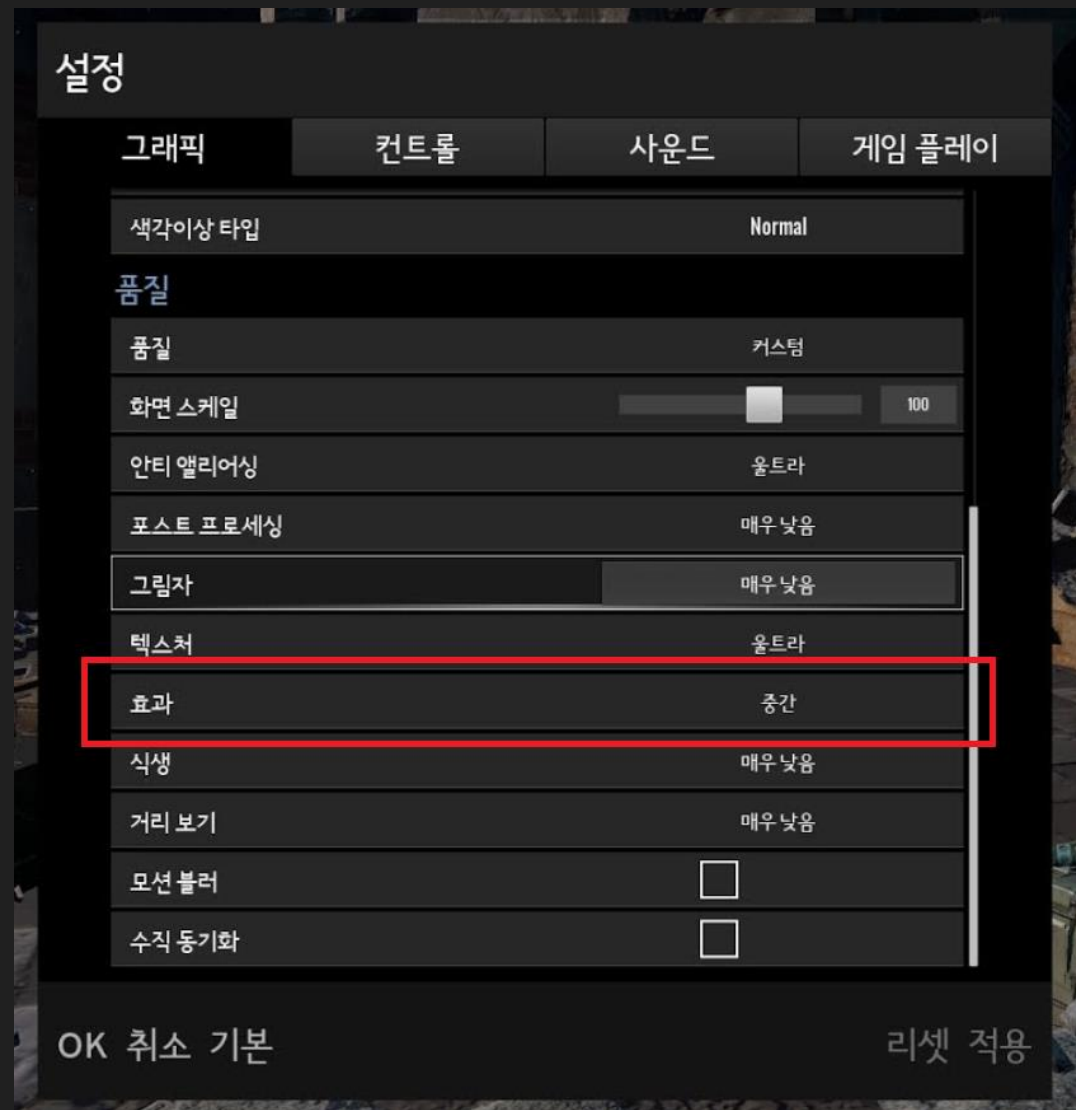 설정
그래픽 컨트롤 사운드 게임 플레이
색각이상 타입 Normal
품질
품질 커스텀
화면 스케일 100
안티 앨리어싱 울트라
포스트 프로세싱 매우 낮음
그림자 매우 낮음
텍스처 울트라
효과 중간
식생 매우 낮음
거리 보기 매우 낮음
모션 블러
수직 동기화
OK 취소 기본 리셋 적용